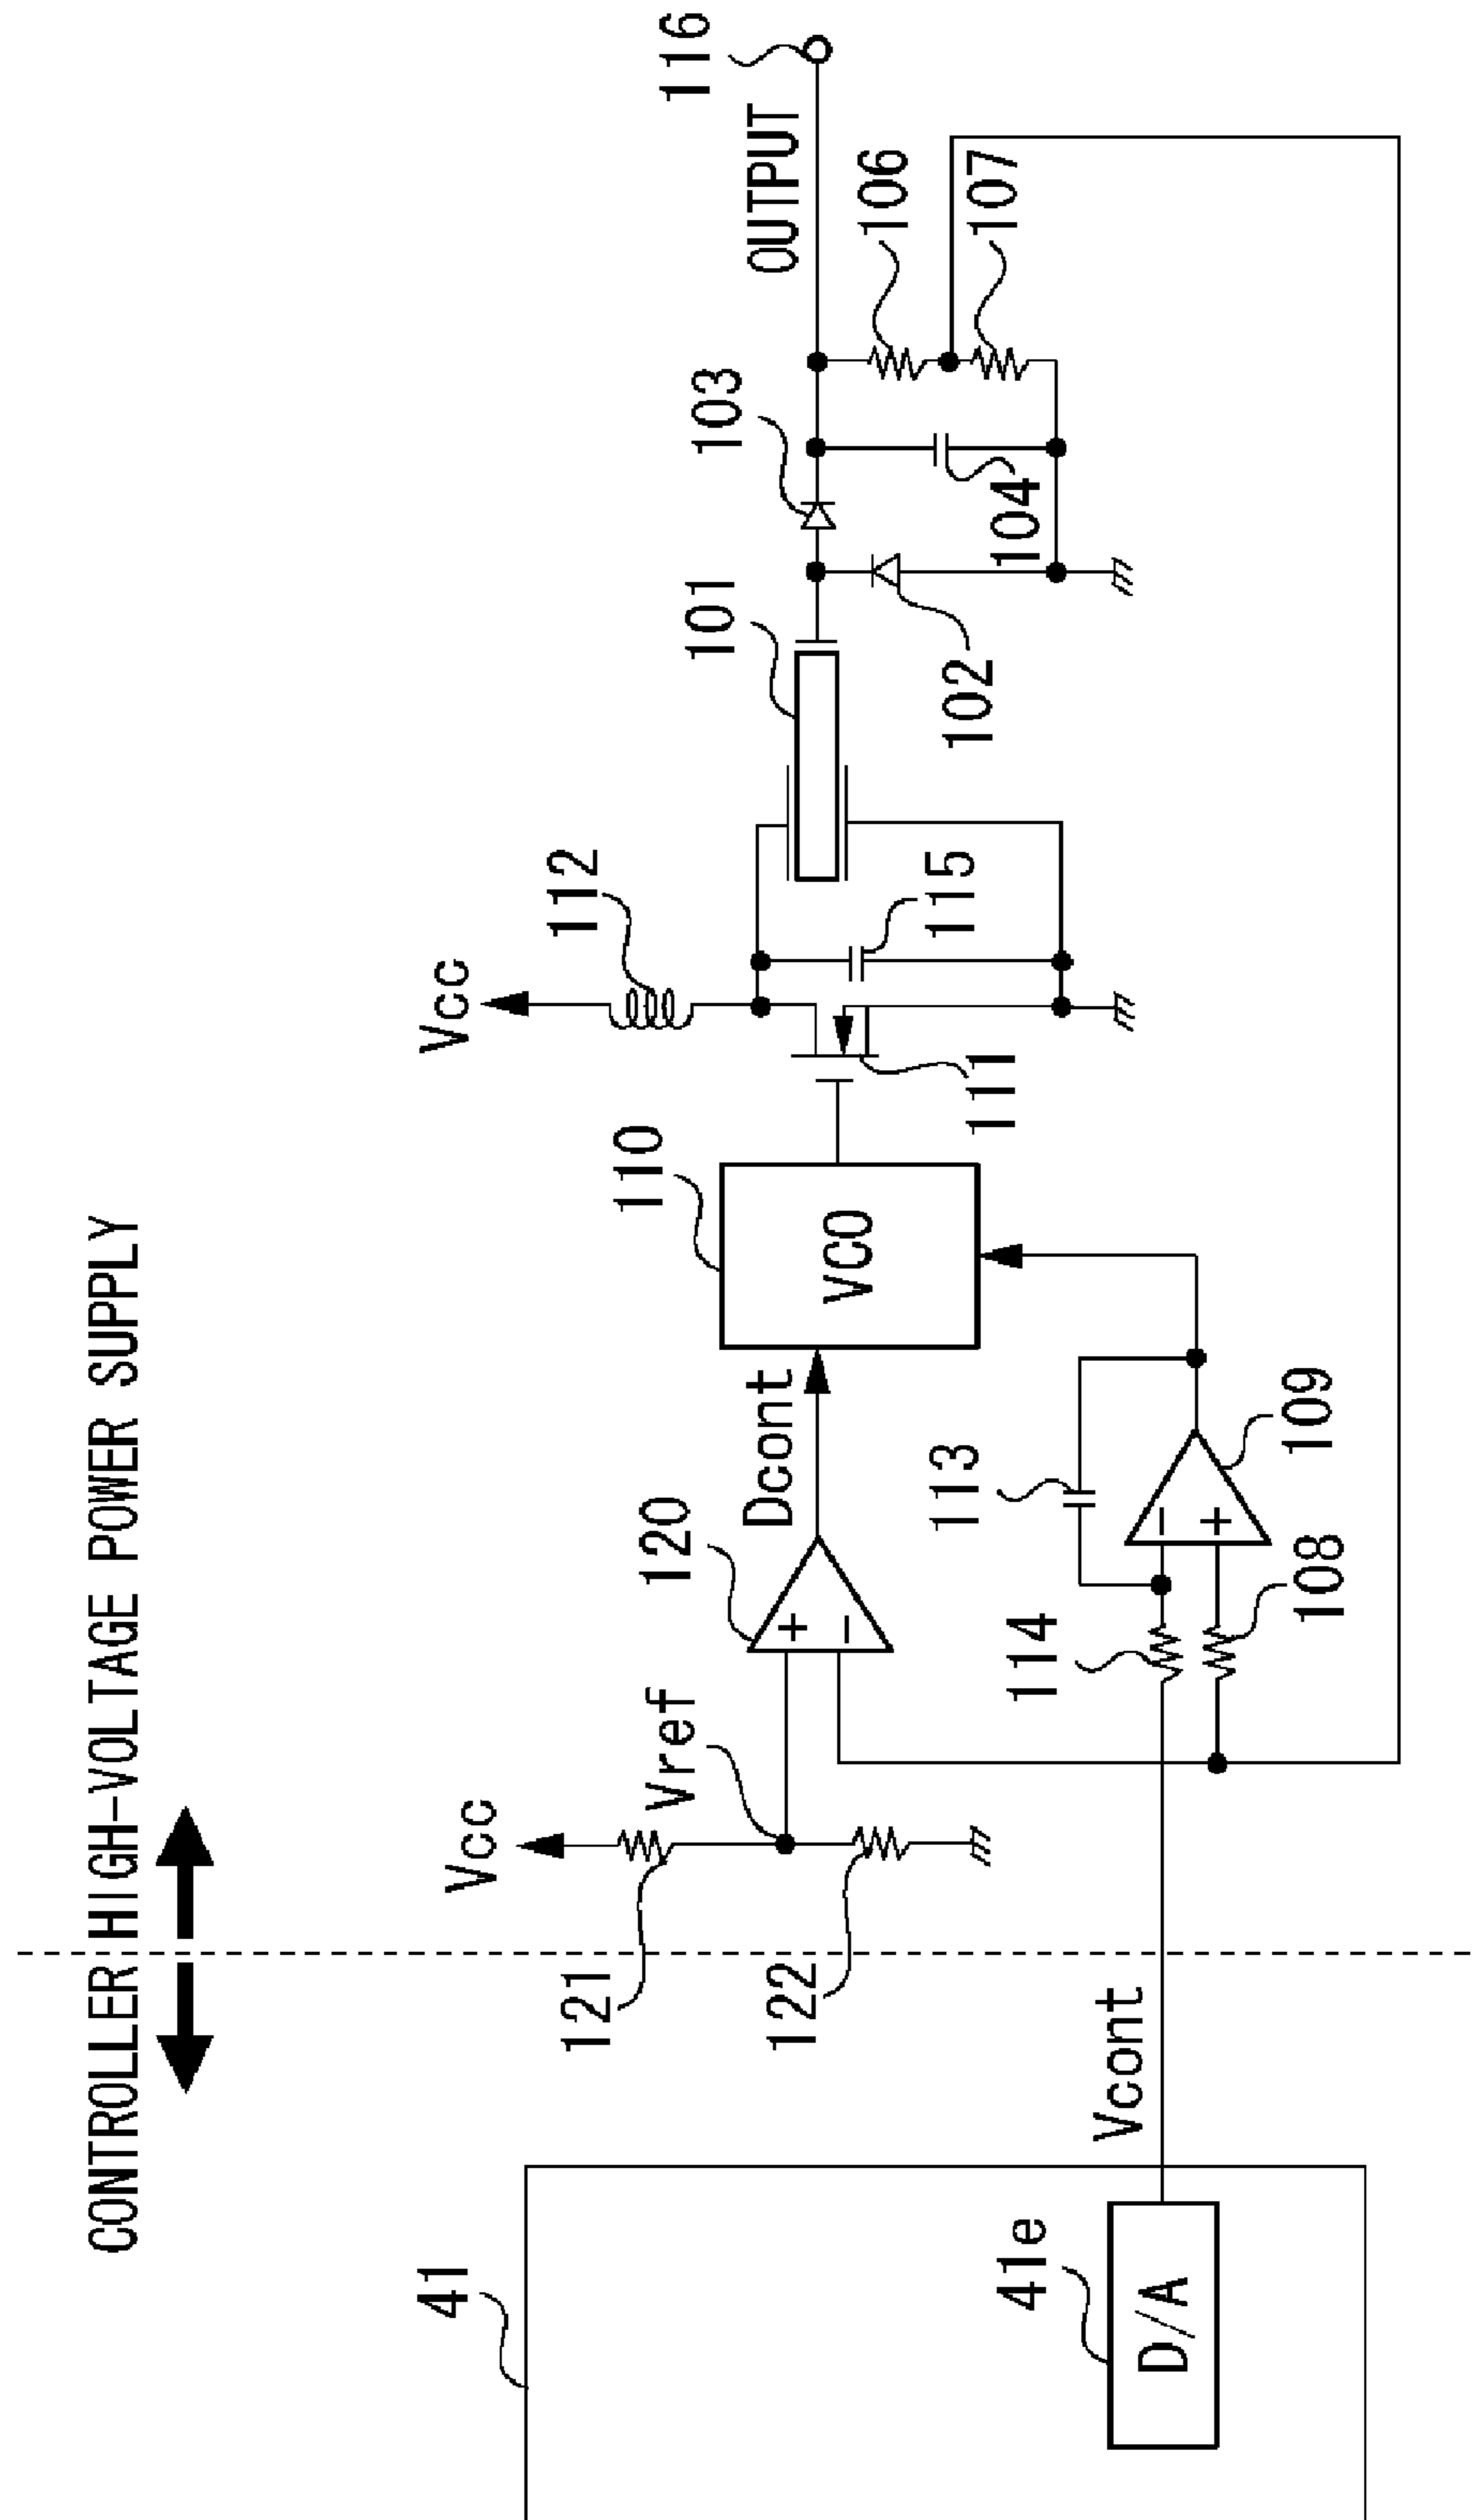 CONTROLLER HIGH-VOLTAGE POWER SUPPLY
41
41e
D/A
Vcont
Vcc
121
122
Vref
120
+
−
Dcont
114
108
113
−
+
109
110
VCO
111
Vcc
112
115
101
102
103
104
106
107
OUTPUT
116